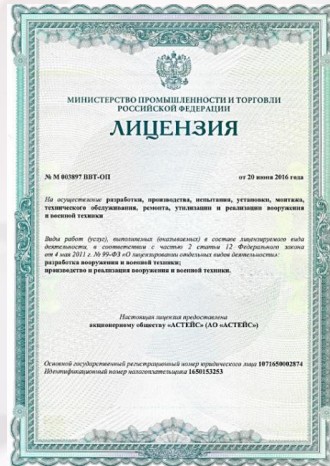 МИНИСТЕРСТВО ПРОМЫШЛЕННОСТИ И ТОРГОВЛИ
РОССИЙСКОЙ ФЕДЕРАЦИИ
ЛИЦЕНЗИЯ
№ М 003897 ВВТ-ОП от 20 июня 2016 года
На осуществление разработки, производства, испытания, установки, монтажа,
технического обслуживания, ремонта, утилизации и реализации вооружения
и военной техники
Виды работ (услуг), выполняемых (оказываемых) в составе лицензируемого вида
деятельности, в соответствии с частью 2 статьи 12 Федерального закона
от 4 мая 2011 г. № 99-ФЗ «О лицензировании отдельных видов деятельности»:
разработка вооружения и военной техники;
производство и реализация вооружения и военной техники.
Настоящая лицензия предоставлена
акционерному обществу «АСТЕЙС» (АО «АСТЕЙС»)
Основной государственный регистрационный номер юридического лица 1071650002874
Идентификационный номер налогоплательщика 1650153253